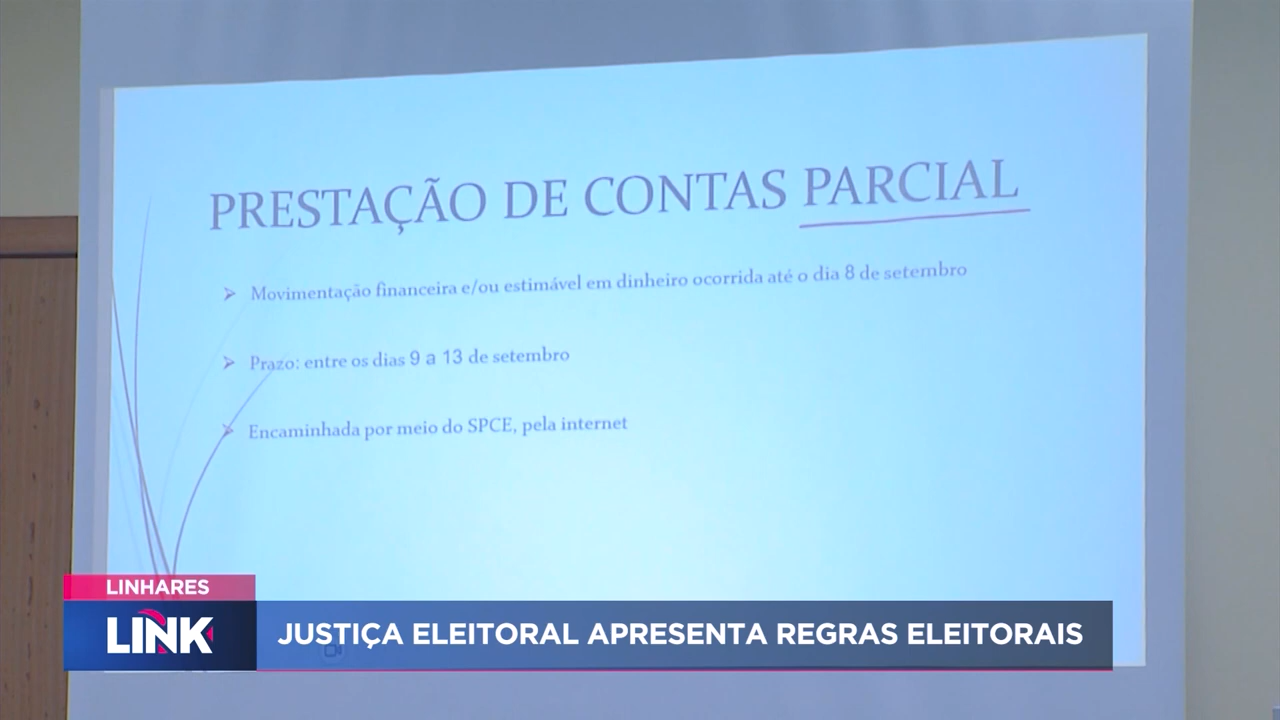 PRESTAÇÃO DE CONTAS PARCIAL
➢ Movimentação financeira e/ou estimável em dinheiro ocorrida até o dia 8 de setembro
➢ Prazo: entre os dias 9 a 13 de setembro
➢ Encaminhada por meio do SPCE, pela internet
LINHARES
LINK
JUSTIÇA ELEITORAL APRESENTA REGRAS ELEITORAIS